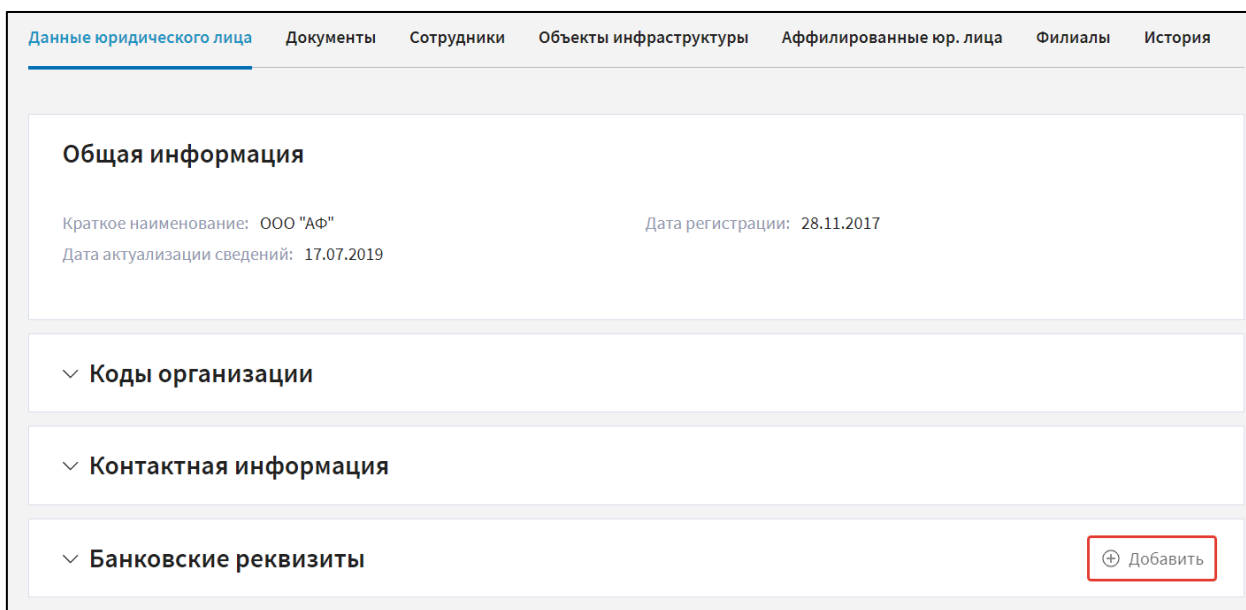 Данные юридического лица Документы Сотрудники Объекты инфраструктуры Аффилированные юр. лица Филиалы История
Общая информация
Краткое наименование: ООО "АФ" Дата регистрации: 28.11.2017
Дата актуализации сведений: 17.07.2019
Коды организации
Контактная информация
Банковские реквизиты Добавить